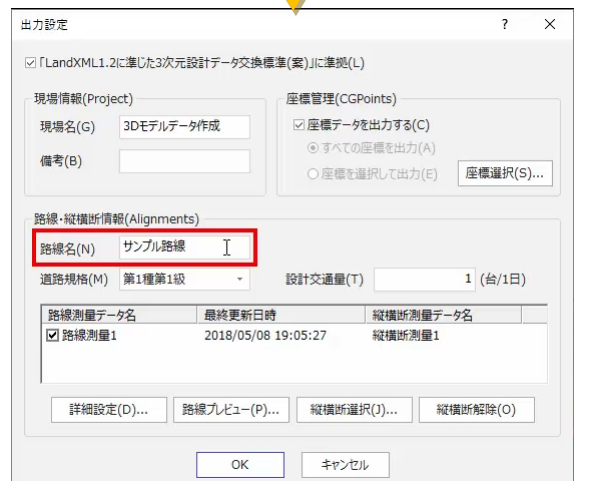 出力設定 ? ×
「LandXML1.2に準じた3次元設計データ交換標準(案)」に準拠(L)
現場情報(Project)
現場名(G) 3Dモデルデータ作成
備考(B)
座標管理(CGPoints)
座標データを出力する(C)
すべての座標を出力(A)
座標を選択して出力(E) 座標選択(S)...
路線・縦横断情報(Alignments)
路線名(N) サンプル路線
道路規格(M) 第1種第1級 設計交通量(T) 1 (台/1日)
路線測量データ名 最終更新日時 縦横断測量データ名
路線測量1 2018/05/08 19:05:27 縦横断測量1
詳細設定(D)... 路線プレビュー(P)... 縦横断選択(J)... 縦横断解除(O)
OK キャンセル